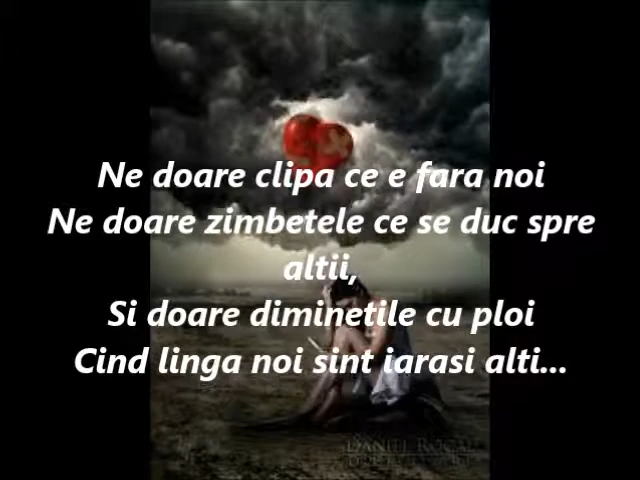 Ne doare clipa ce e fara noi
Ne doare zimbetele ce se duc spre
altii,
Si doare diminetile cu ploi
Cind linga noi sint iarasi alti...